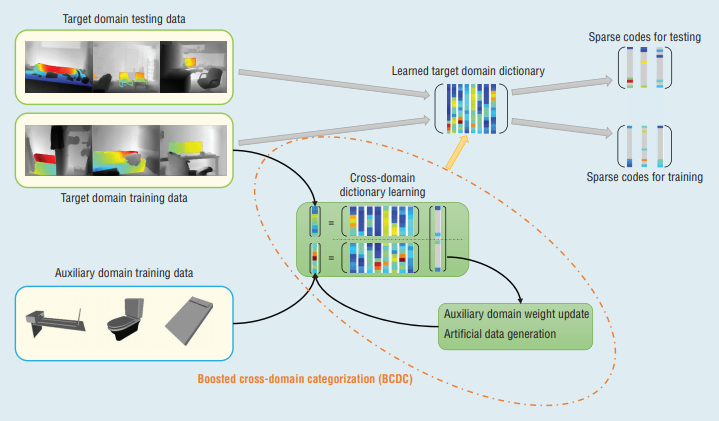 Target domain testing data
Sparse codes for testing
Learned target domain dictionary
Sparse codes for training
Target domain training data
Cross-domain
dictionary learning
=
=
Auxiliary domain training data
Auxiliary domain weight update
Artificial data generation
Boosted cross-domain categorization (BCDC)